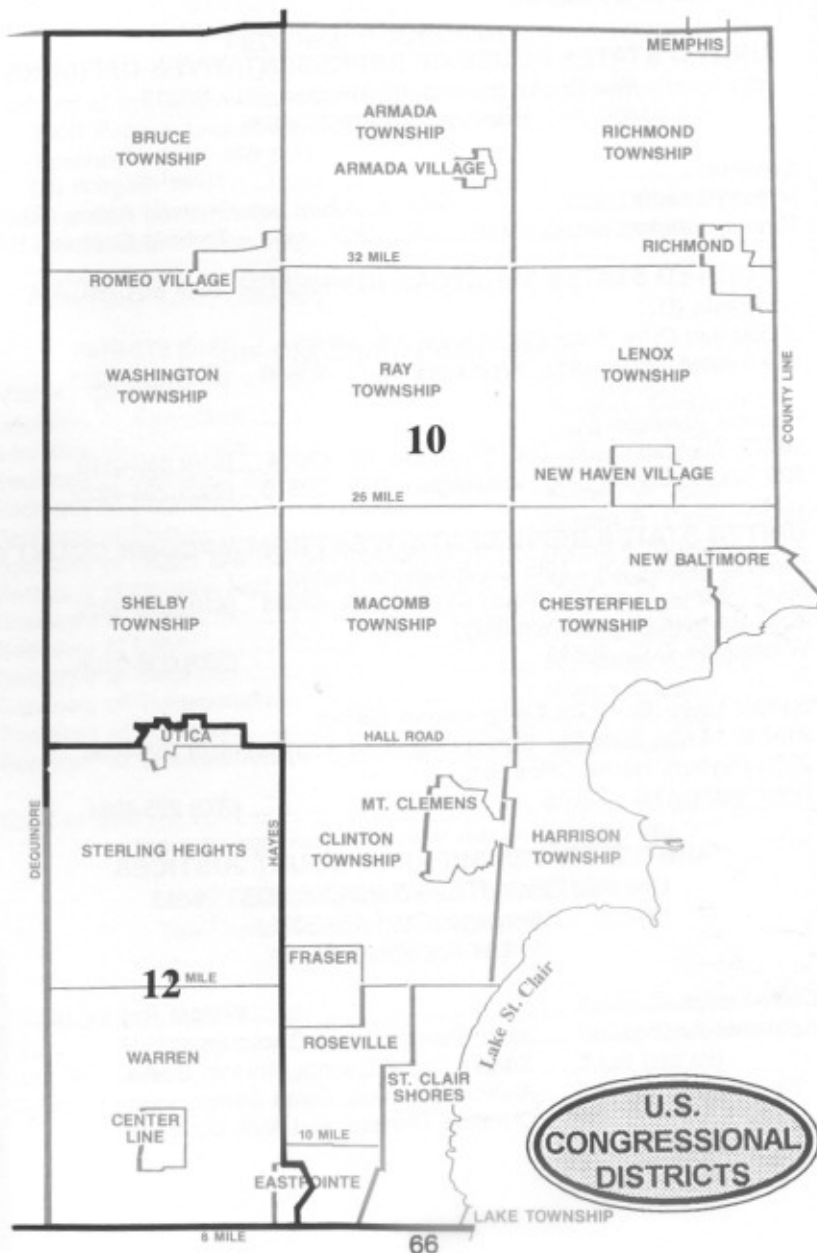 MEMPHIS
ARMADA
TOWNSHIP
BRUCE
TOWNSHIP
RICHMOND
TOWNSHIP
ARMADA VILLAGE
RICHMOND
32 MILE
ROMEO VILLAGE
LENOX
TOWNSHIP
WASHINGTON
TOWNSHIP
RAY
TOWNSHIP
COUNTY LINE
10
NEW HAVEN VILLAGE
26 MILE
NEW BALTIMORE
SHELBY
TOWNSHIP
MACOMB
TOWNSHIP
CHESTERFIELD
TOWNSHIP
UTICA
HALL ROAD
MT. CLEMENS
DEQUINDRE
STERLING HEIGHTS
HAYES
CLINTON
TOWNSHIP
HARRISON
TOWNSHIP
FRASER
12
MILE
Lake St. Clair
ROSEVILLE
WARREN
ST. CLAIR
SHORES
CENTER
LINE
10 MILE
U.S.
CONGRESSIONAL
DISTRICTS
EASTPOINTE
LAKE TOWNSHIP
8 MILE
66